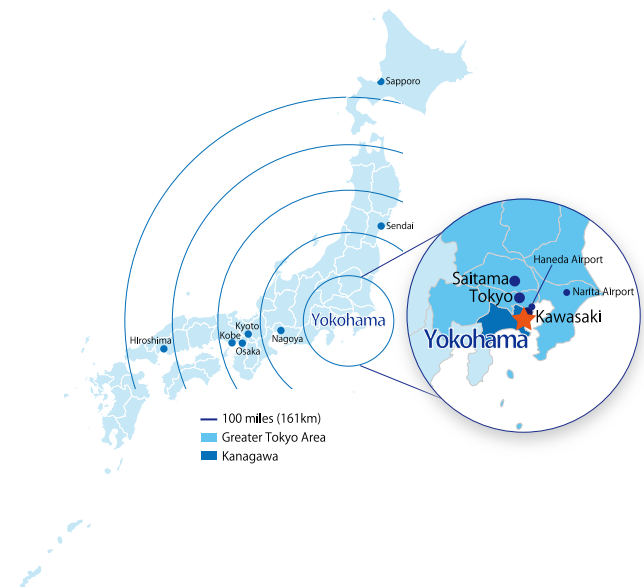 Sapporo
Sendai
Haneda Airport
Saitama
Tokyo
Narita Airport
Kawasaki
Yokohama
Yokohama
Kyoto
Kobe
Osaka
Nagoya
HIroshima
100 miles (161km)
Greater Tokyo Area
Kanagawa